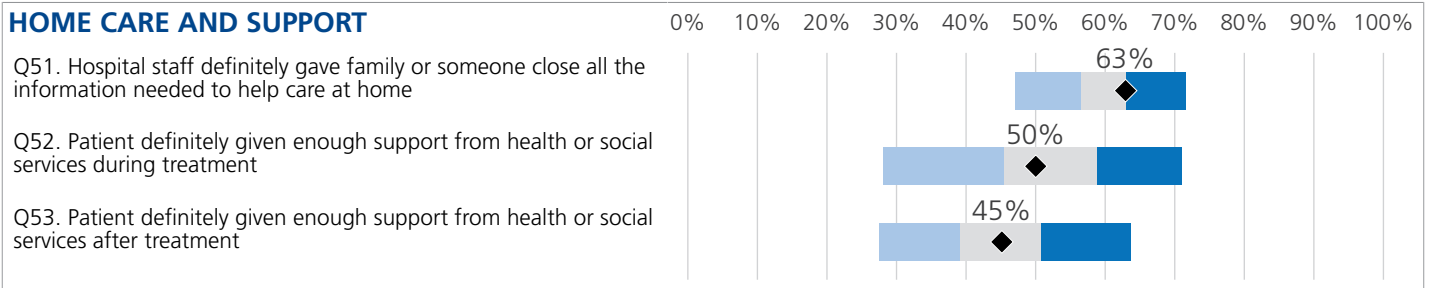 HOME CARE AND SUPPORT
0% 10% 20% 30% 40% 50% 60% 70% 80% 90% 100%
Q51. Hospital staff definitely gave family or someone close all the
information needed to help care at home
63%
Q52. Patient definitely given enough support from health or social
services during treatment
50%
Q53. Patient definitely given enough support from health or social
services after treatment
45%